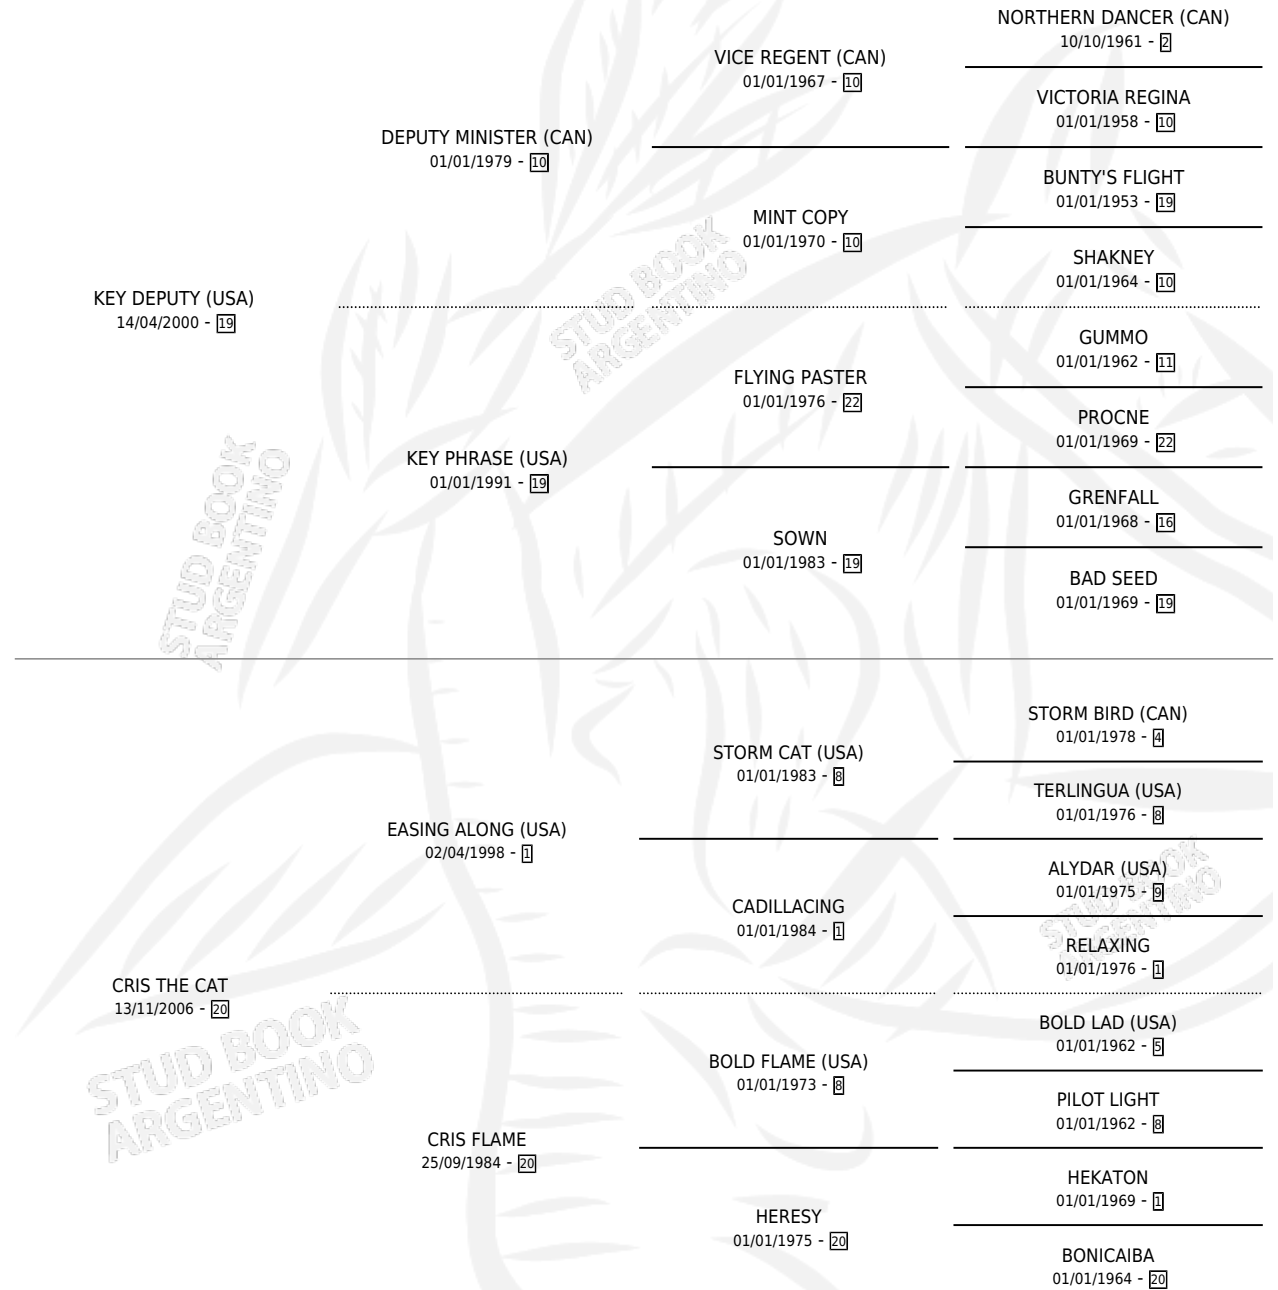 NORTHERN DANCER (CAN)
10/10/1961 - 2
VICE REGENT (CAN)
01/01/1967 - 10
VICTORIA REGINA
01/01/1958 - 10
DEPUTY MINISTER (CAN)
01/01/1979 - 10
BUNTY'S FLIGHT
01/01/1953 - 19
MINT COPY
01/01/1970 - 10
SHAKNEY
01/01/1964 - 10
KEY DEPUTY (USA)
14/04/2000 - 19
GUMMO
01/01/1962 - 11
FLYING PASTER
01/01/1976 - 22
PROCNE
01/01/1969 - 22
KEY PHRASE (USA)
01/01/1991 - 19
GRENFALL
01/01/1968 - 16
SOWN
01/01/1983 - 19
BAD SEED
01/01/1969 - 19
STUD BOOK
ARGENTINO
STUD BOOK
ARGENTINO
STORM BIRD (CAN)
01/01/1978 - 4
STORM CAT (USA)
01/01/1983 - 8
TERLINGUA (USA)
01/01/1976 - 8
EASING ALONG (USA)
02/04/1998 - 1
ALYDAR (USA)
01/01/1975 - 9
CADILLACING
01/01/1984 - 1
RELAXING
01/01/1976 - 1
CRIS THE CAT
13/11/2006 - 20
BOLD LAD (USA)
01/01/1962 - 5
BOLD FLAME (USA)
01/01/1973 - 8
PILOT LIGHT
01/01/1962 - 8
CRIS FLAME
25/09/1984 - 20
HEKATON
01/01/1969 - 1
HERESY
01/01/1975 - 20
BONICAIBA
01/01/1964 - 20
STUD BOOK
ARGENTINO
STUD BOOK
ARGENTINO